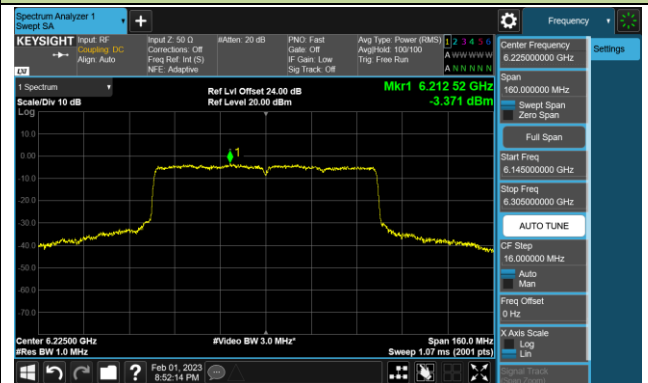 Spectrum Analyzer 1
Swept SA
Frequency
KEYSIGHT
Input: RF
Coupling: DC
Align: Auto
Input Z: 50 Ω
Corrections: Off
Freq Ref: Int (S)
NFE: Adaptive
#Atten: 20 dB
PNO: Fast
Gate: Off
IF Gain: Low
Sig Track: Off
Avg Type: Power (RMS)
Avg|Hold: 100/100
Trig: Free Run
1 2 3 4 5 6
A W W W W W
A N N N N N
LXI
1 Spectrum
Scale/Div 10 dB
Log
Ref Lvl Offset 24.00 dB
Ref Level 20.00 dBm
Mkr1 6.212 52 GHz
-3.371 dBm
10.0
0.00
-10.0
-20.0
-30.0
-40.0
-50.0
-60.0
-70.0
1
Center 6.22500 GHz
#Res BW 1.0 MHz
#Video BW 3.0 MHz*
Span 160.0 MHz
Sweep 1.07 ms (2001 pts)
Center Frequency
6.225000000 GHz
Span
160.000000 MHz
Swept Span
Zero Span
Full Span
Start Freq
6.145000000 GHz
Stop Freq
6.305000000 GHz
AUTO TUNE
CF Step
16.000000 MHz
Auto
Man
Freq Offset
0 Hz
X Axis Scale
Log
Lin
Signal Track
(Span Zoom)
Settings
Feb 01, 2023
8:52:14 PM